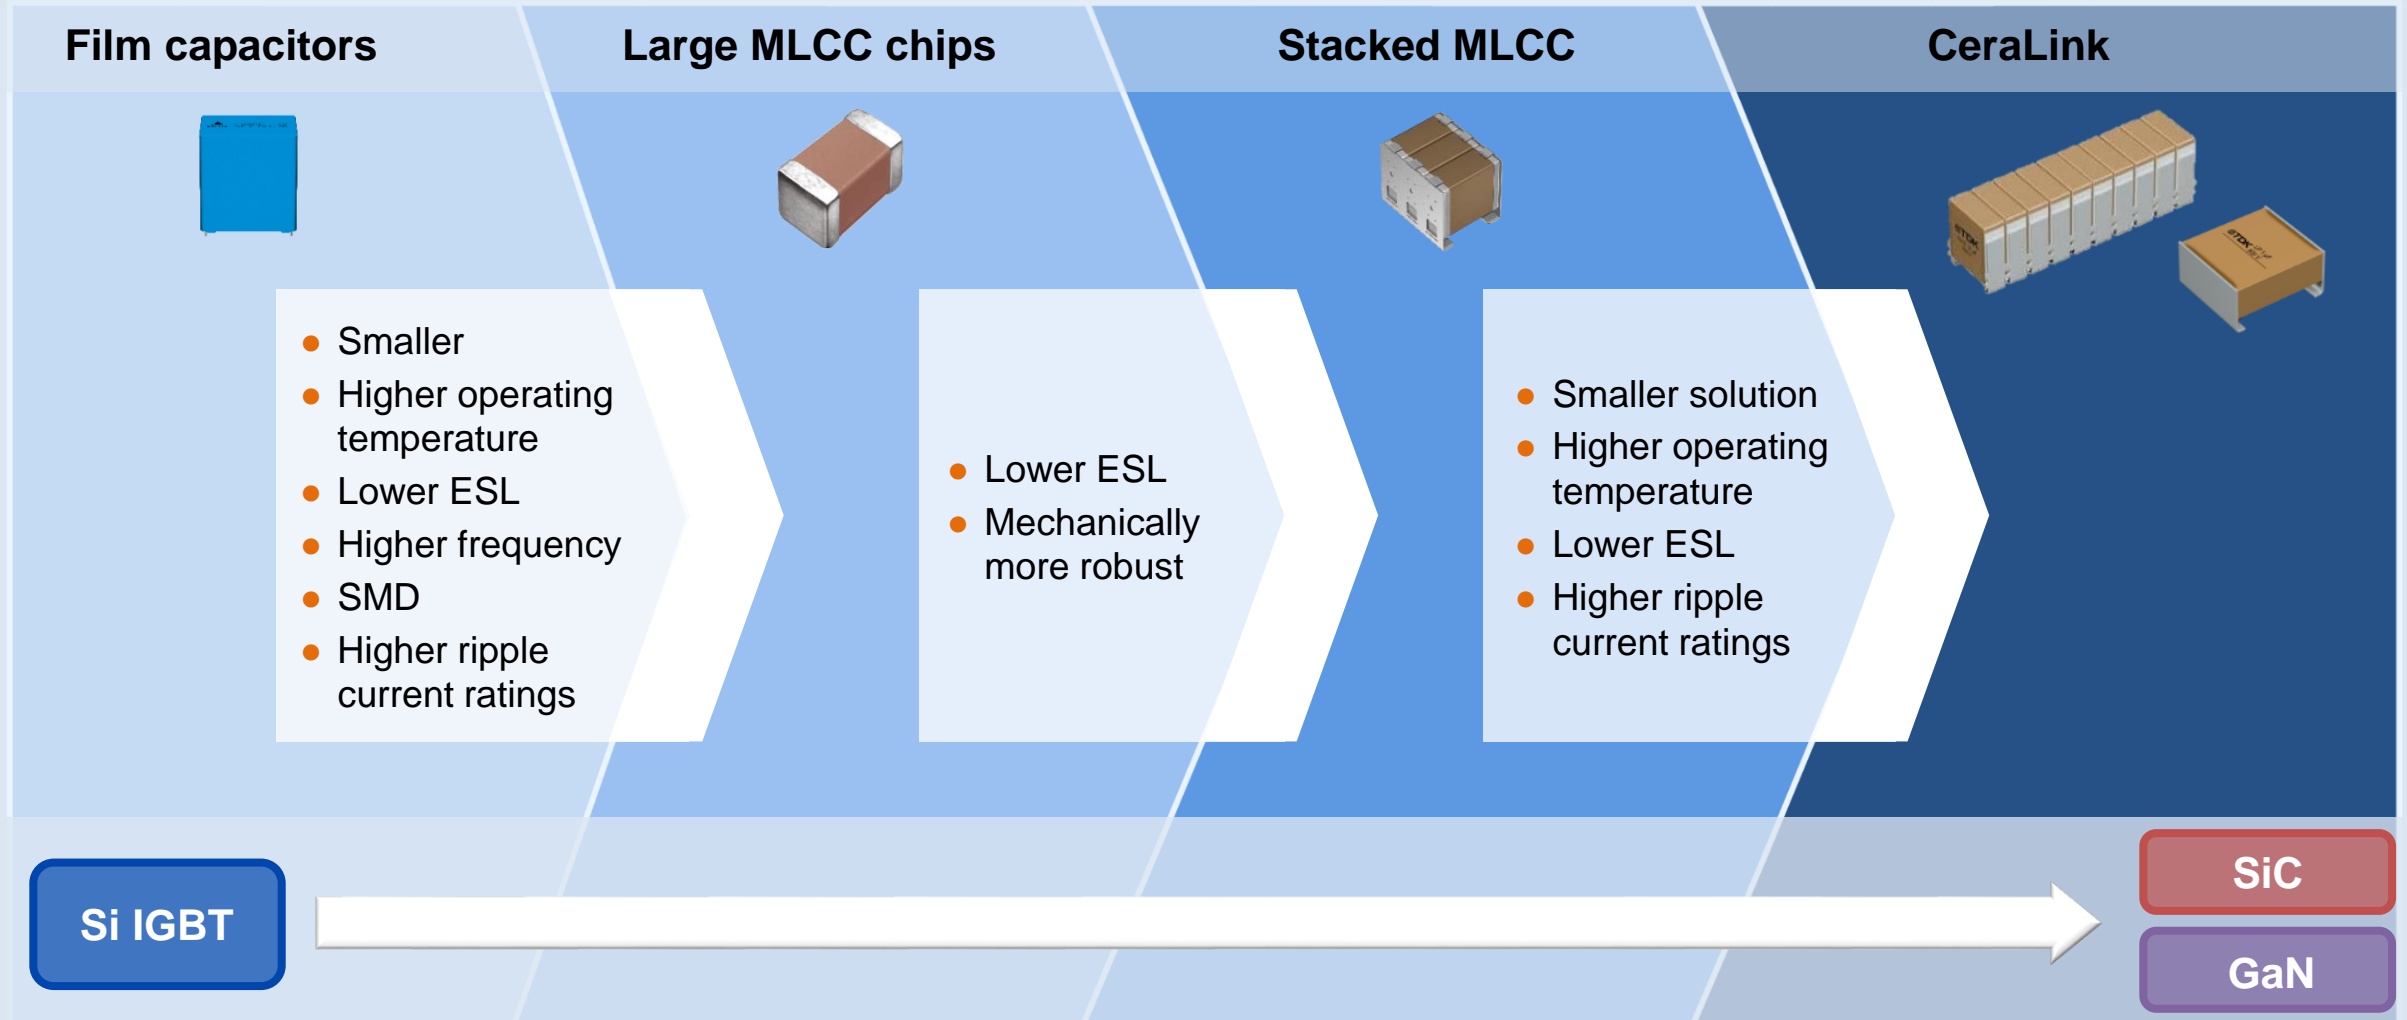 Film capacitors
Large MLCC chips
Stacked MLCC
CeraLink
TDK
TDK
● Smaller
● Higher operating
temperature
● Lower ESL
● Higher frequency
● SMD
● Higher ripple
current ratings
● Lower ESL
● Mechanically
more robust
● Smaller solution
● Higher operating
temperature
● Lower ESL
● Higher ripple
current ratings
Si IGBT
SiC
GaN